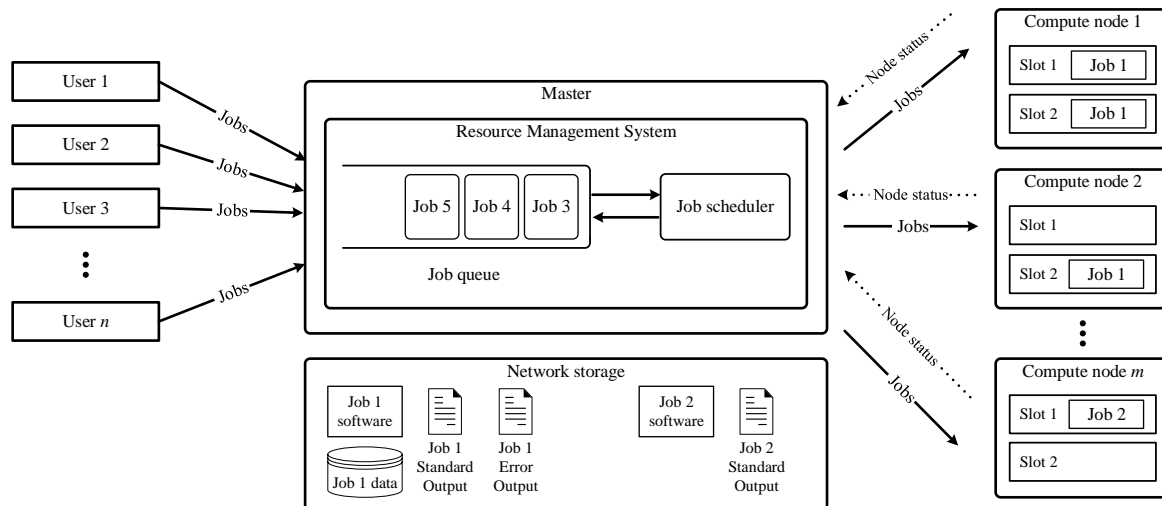 User 1
User 2
User 3
User n
Jobs
Jobs
Jobs
Jobs
Master
Resource Management System
Job 5
Job 4
Job 3
Job scheduler
Job queue
Network storage
Job 1
software
Job 1 data
Job 1
Standard
Output
Job 1
Error
Output
Job 2
software
Job 2
Standard
Output
Node status
Jobs
Node status
Jobs
Node status
Jobs
Compute node 1
Slot 1 Job 1
Slot 2 Job 1
Compute node 2
Slot 1
Slot 2 Job 1
Compute node m
Slot 1 Job 2
Slot 2